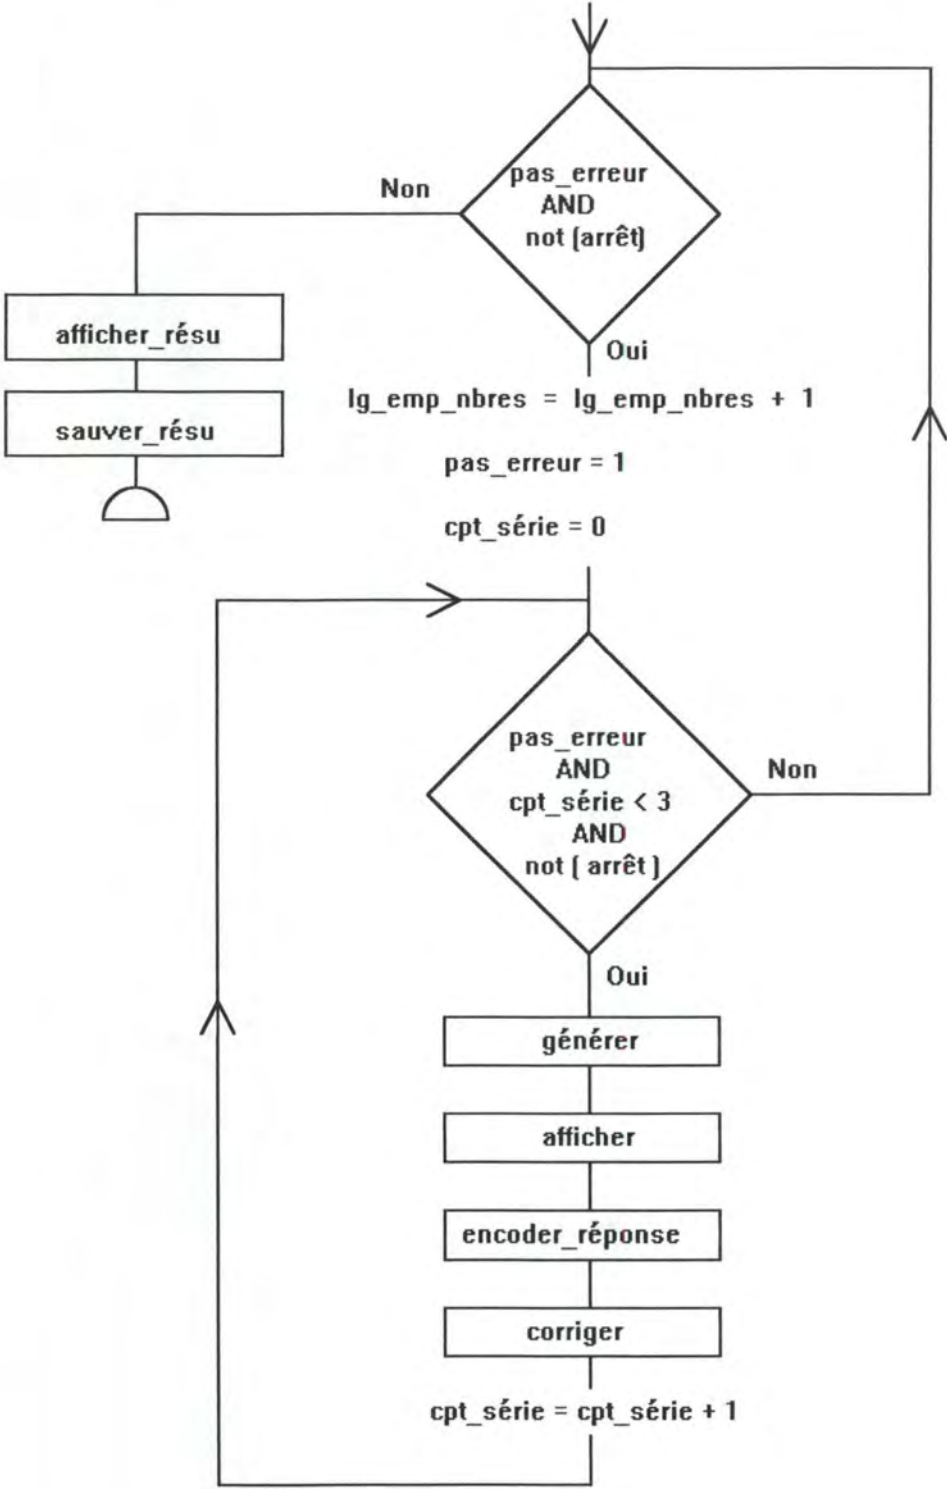 pas_erreur
AND
not (arrêt)
Non
Oui
afficher_résu
sauver_résu
lg_emp_nbres = lg_emp_nbres + 1
pas_erreur = 1
cpt_série = 0
pas_erreur
AND
cpt_série < 3
AND
not ( arrêt )
Non
Oui
générer
afficher
encoder_réponse
corriger
cpt_série = cpt_série + 1